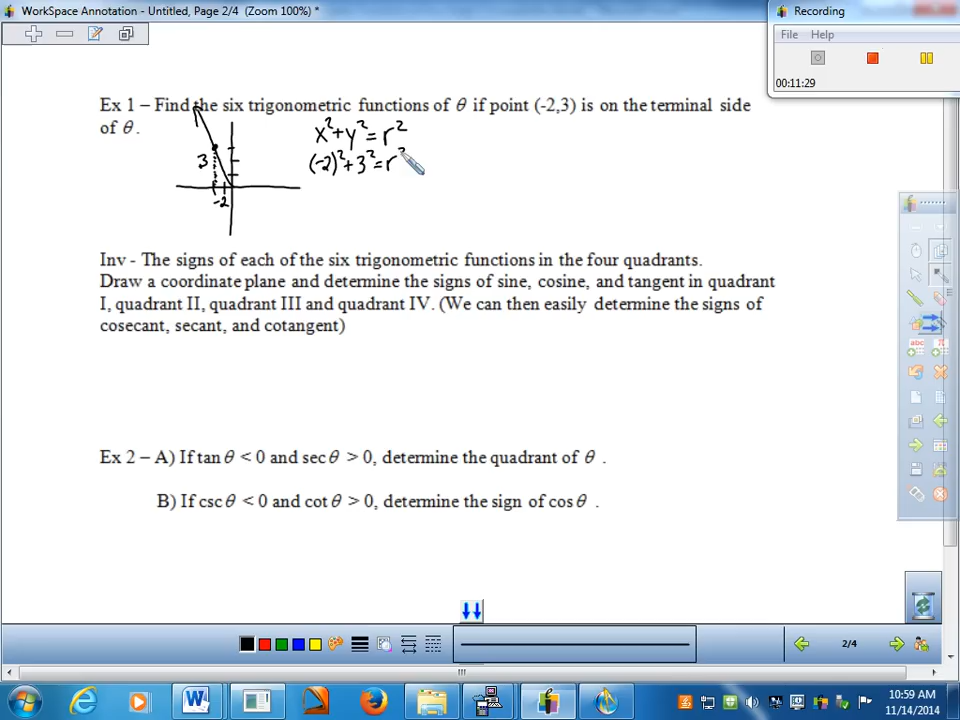 WorkSpace Annotation - Untitled, Page 2/4 (Zoom 100%) *
Recording
File Help
00:11:29
Ex 1 – Find the six trigonometric functions of θ if point (-2,3) is on the terminal side
of θ .
x²+y²=r²
(-2)²+3²=r²
3
-2
Inv - The signs of each of the six trigonometric functions in the four quadrants.
Draw a coordinate plane and determine the signs of sine, cosine, and tangent in quadrant
I, quadrant II, quadrant III and quadrant IV. (We can then easily determine the signs of
cosecant, secant, and cotangent)
abc
π
Ex 2 – A) If tan θ < 0 and sec θ > 0, determine the quadrant of θ .
B) If csc θ < 0 and cot θ > 0, determine the sign of cos θ .
2/4
10:59 AM
11/14/2014